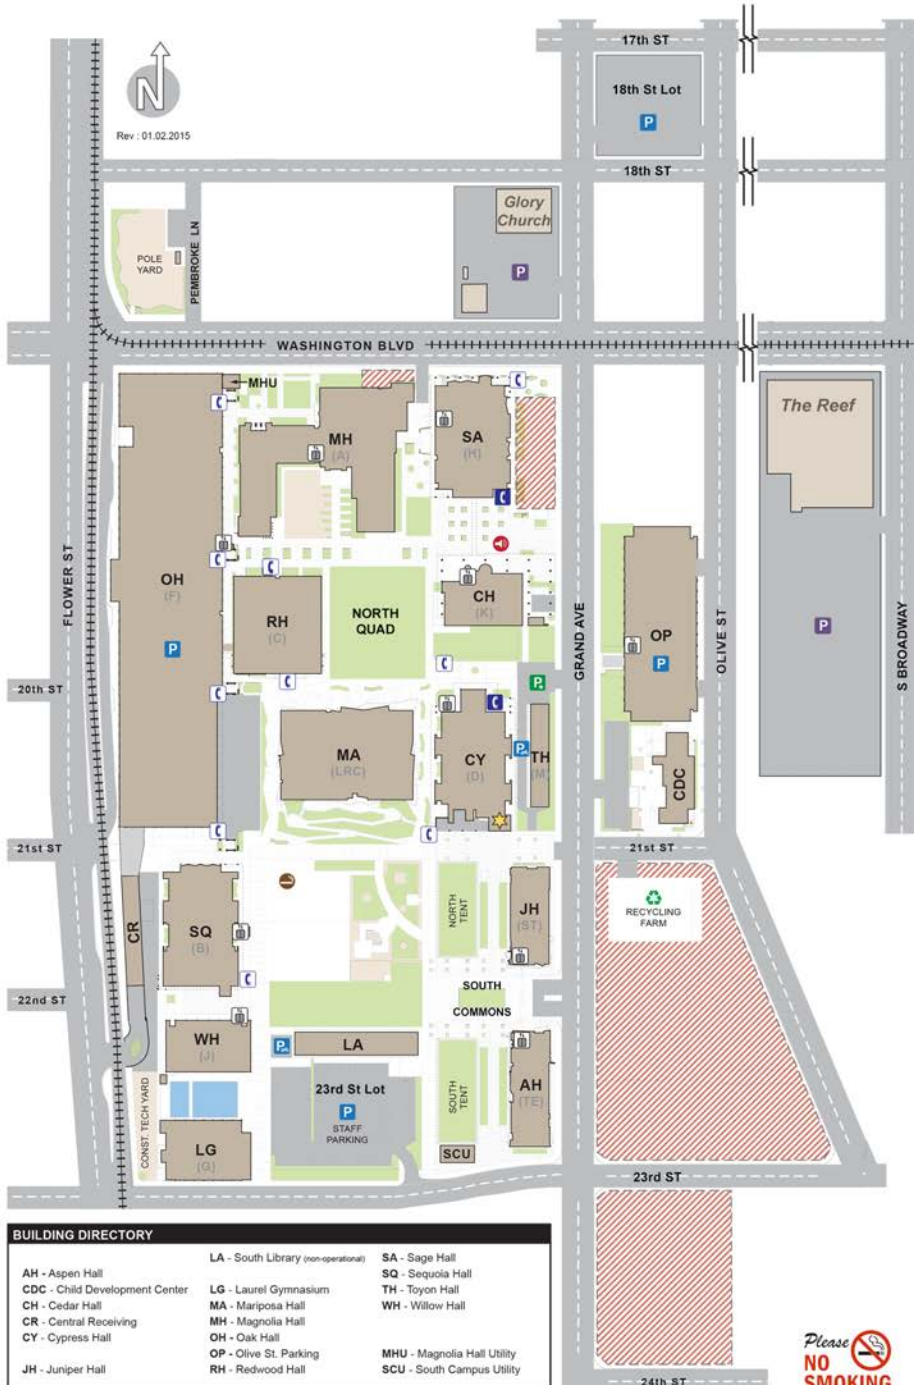 17th ST
18th St Lot
P
N
Rev : 01.02.2015
18th ST
Glory
Church
POLE
YARD
PEMBROKE LN
P
WASHINGTON BLVD
MHU
The Reef
MH
(A)
SA
(H)
FLOWER ST
OH
(F)
P
RH
(C)
NORTH
QUAD
CH
(K)
GRAND AVE
OP
P
OLIVE ST
P
S BROADWAY
20th ST
P
MA
(LRC)
CY
(D)
P
TH
(M)
CDC
21st ST
21st ST
CR
SQ
(B)
NORTH
TENT
JH
(ST)
RECYCLING
FARM
22nd ST
SOUTH
COMMONS
WH
(J)
P
LA
23rd St Lot
P
STAFF
PARKING
SOUTH
TENT
AH
(TE)
CONST. TECH YARD
LG
(G)
SCU
23rd ST
BUILDING DIRECTORY
AH - Aspen Hall
CDC - Child Development Center
CH - Cedar Hall
CR - Central Receiving
CY - Cypress Hall
JH - Juniper Hall
LA - South Library (non-operational)
LG - Laurel Gymnasium
MA - Mariposa Hall
MH - Magnolia Hall
OH - Oak Hall
OP - Olive St. Parking
RH - Redwood Hall
SA - Sage Hall
SQ - Sequoia Hall
TH - Toyon Hall
WH - Willow Hall
MHU - Magnolia Hall Utility
SCU - South Campus Utility
Please
NO
SMOKING
24th ST